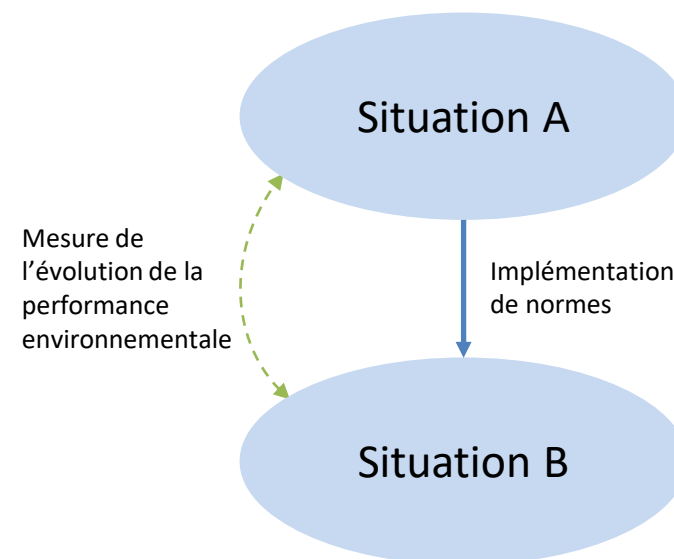 Situation A
Mesure de
l’évolution de la
performance
environnementale
Implémentation
de normes
Situation B